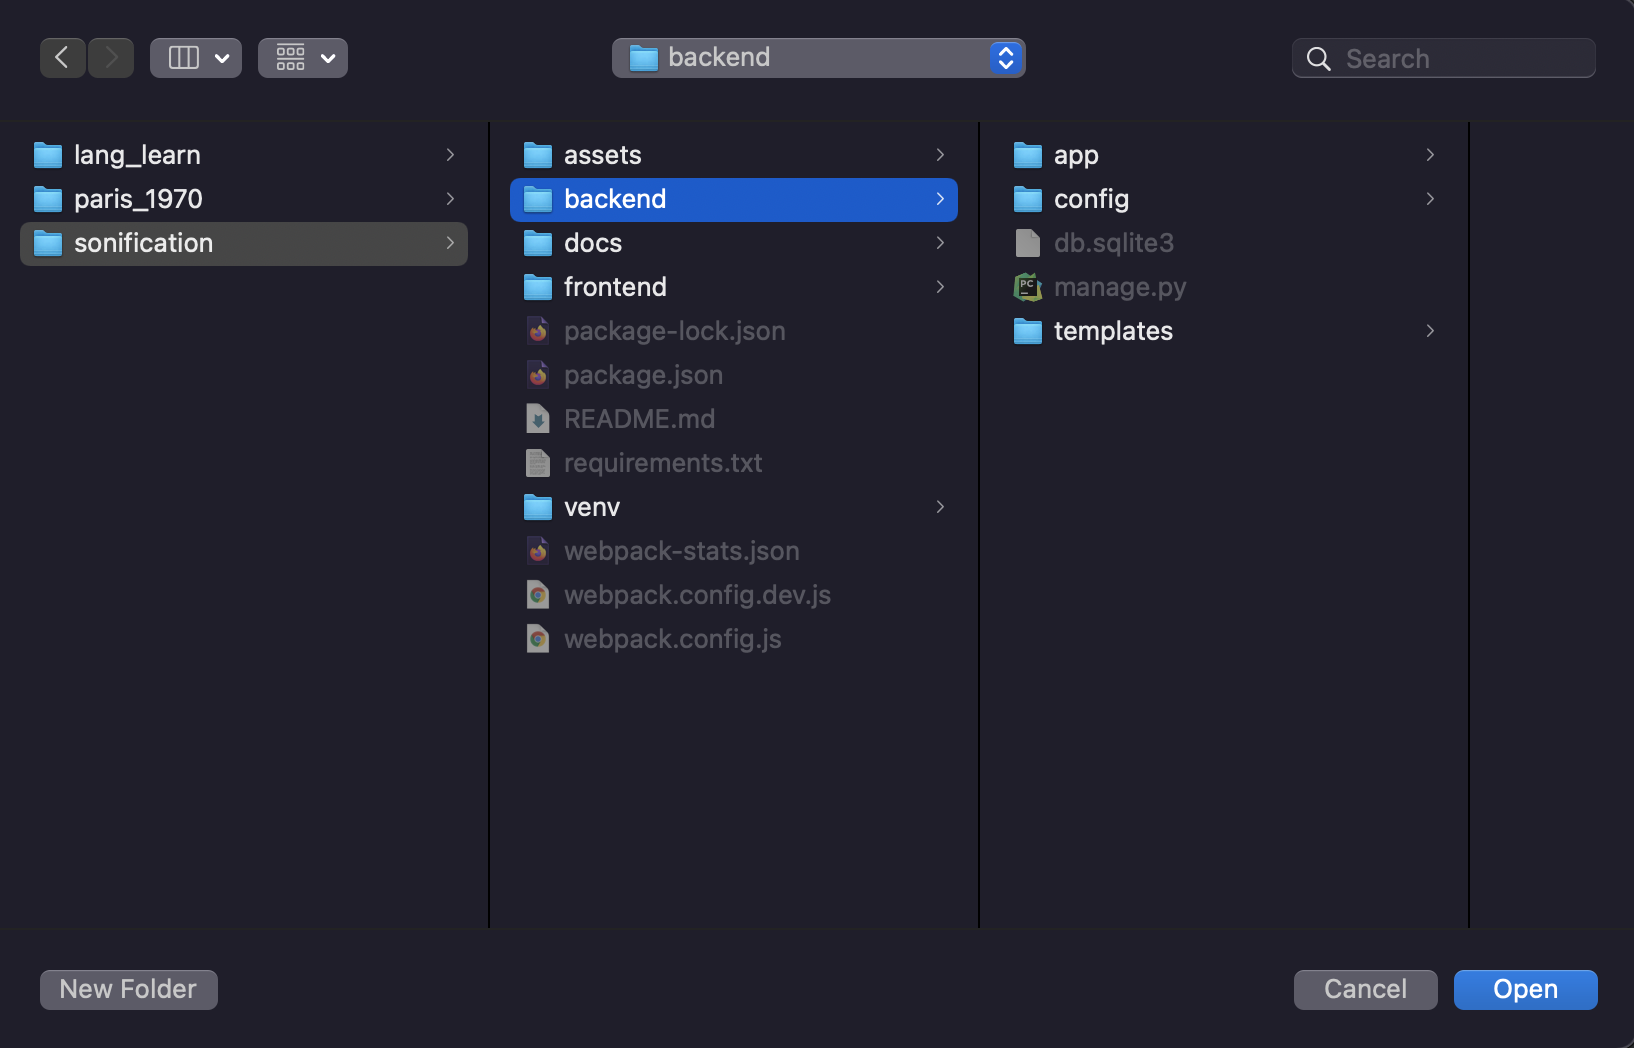 backend
Search
lang_learn
paris_1970
sonification
assets
backend
docs
frontend
package-lock.json
package.json
README.md
requirements.txt
venv
webpack-stats.json
webpack.config.dev.js
webpack.config.js
app
config
db.sqlite3
PC
manage.py
templates
New Folder
Cancel
Open